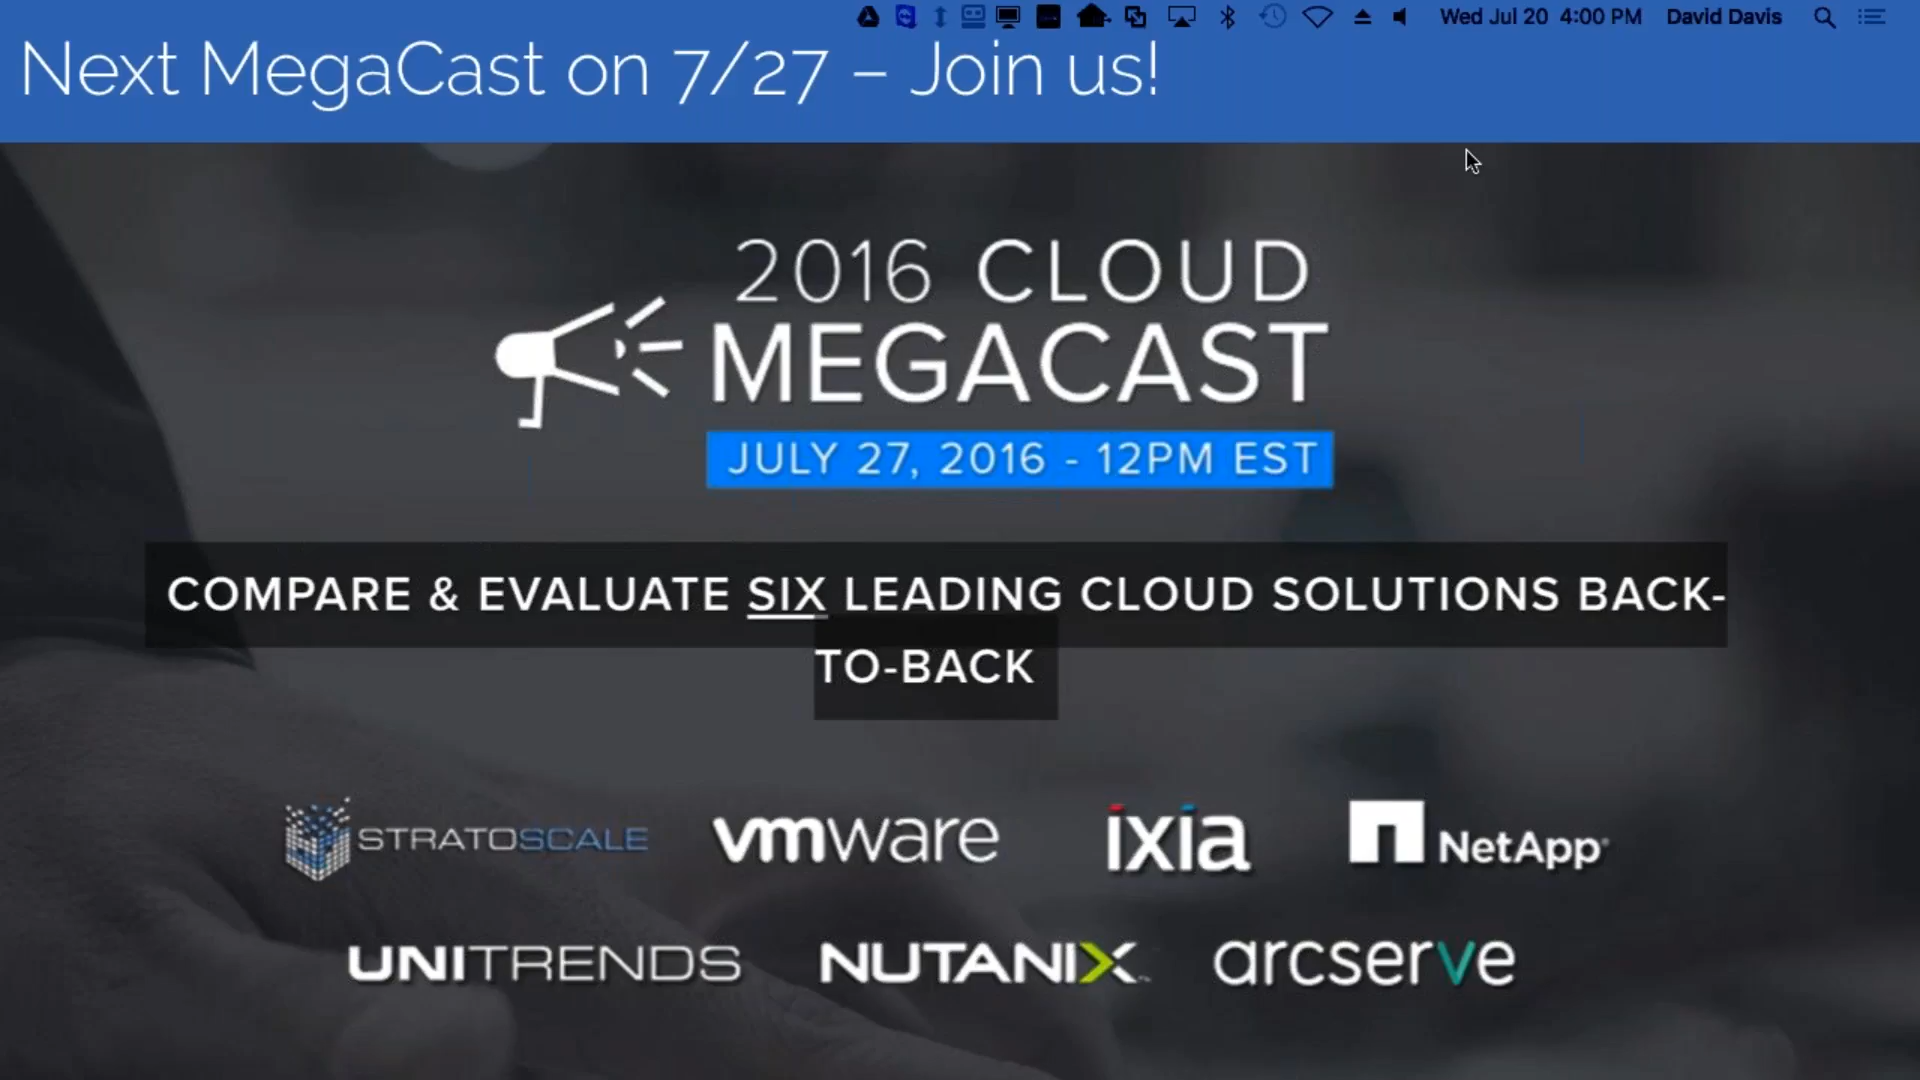 Wed Jul 20 4:00 PM David Davis
Next MegaCast on 7/27 – Join us!
2016 CLOUD
MEGACAST
JULY 27, 2016 - 12PM EST
COMPARE & EVALUATE SIX LEADING CLOUD SOLUTIONS BACK-
TO-BACK
STRATOSCALE vmware ixia NetApp
UNITRENDS NUTANIX arcserve